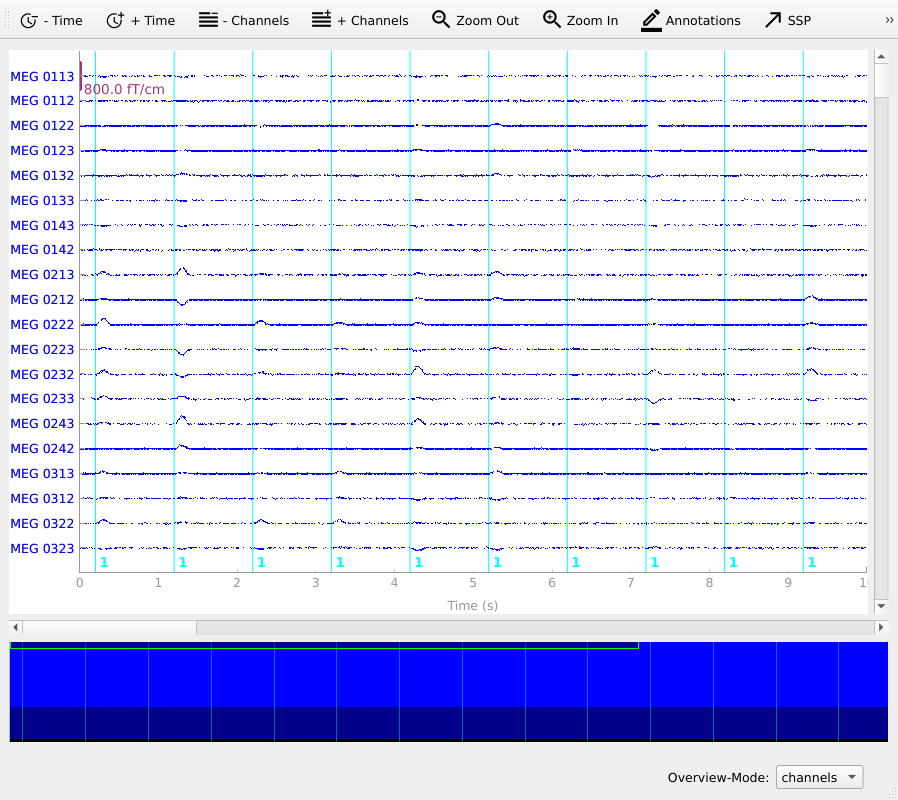 - Time + Time - Channels + Channels Zoom Out Zoom In Annotations SSP »
MEG 0113
800.0 fT/cm
MEG 0112
MEG 0122
MEG 0123
MEG 0132
MEG 0133
MEG 0143
MEG 0142
MEG 0213
MEG 0212
MEG 0222
MEG 0223
MEG 0232
MEG 0233
MEG 0243
MEG 0242
MEG 0313
MEG 0312
MEG 0322
MEG 0323
1 1 1 1 1 1 1 1 1 1
0 1 2 3 4 5 6 7 8 9 1
Time (s)
Overview-Mode: channels